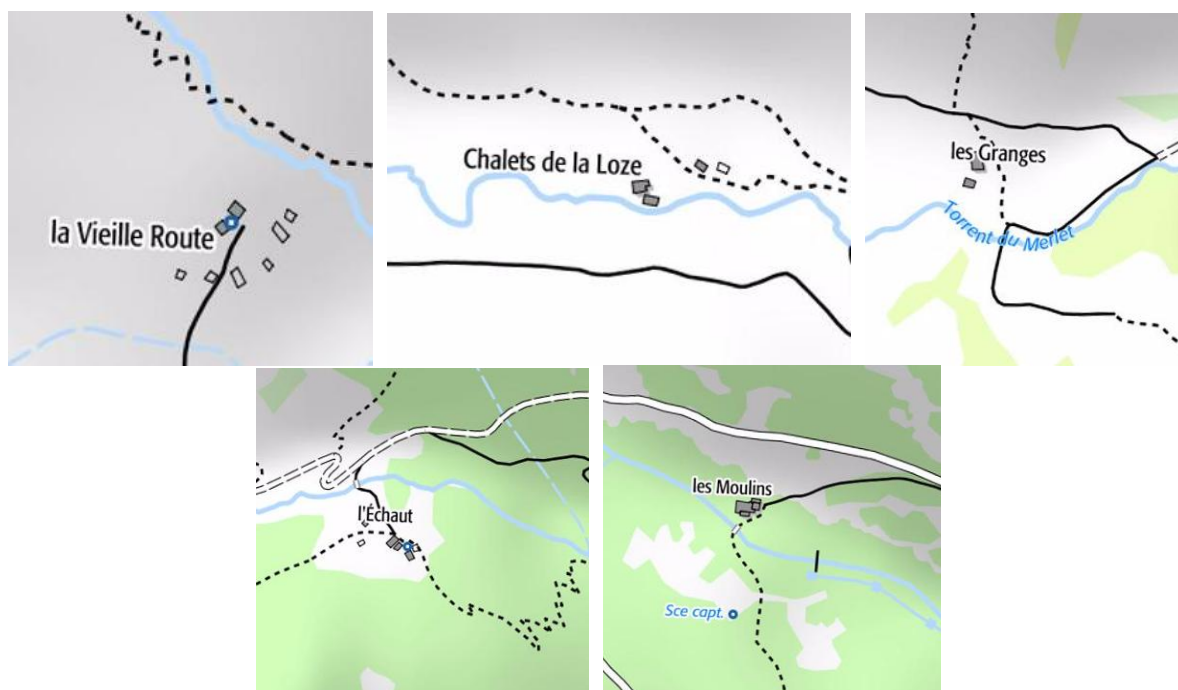 la Vieille Route
Chalets de la Loze
les Granges
Torrent du Merlet
l'Échaut
les Moulins
Sce capt.